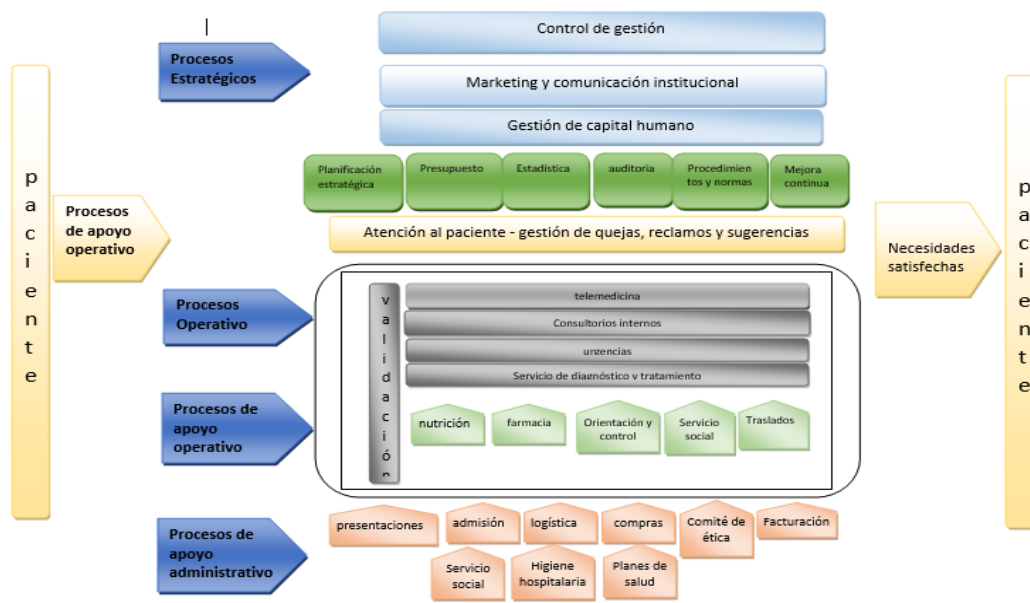 Control de gestión
Procesos
Estratégicos
Marketing y comunicación institucional
Gestión de capital humano
Planificación
estratégica
Presupuesto
Estadística
auditoria
Procedimien
tos y normas
Mejora
continua
paciente
Procesos
de apoyo
operativo
Atención al paciente - gestión de quejas, reclamos y sugerencias
Necesidades
satisfechas
paciente
Procesos
Operativo
validación
telemedicina
Consultorios internos
urgencias
Servicio de diagnóstico y tratamiento
Procesos de
apoyo
operativo
nutrición
farmacia
Orientación y
control
Servicio
social
Traslados
Procesos de
apoyo
administrativo
presentaciones
admisión
logística
compras
Comité de
ética
Facturación
Servicio
social
Higiene
hospitalaria
Planes de
salud